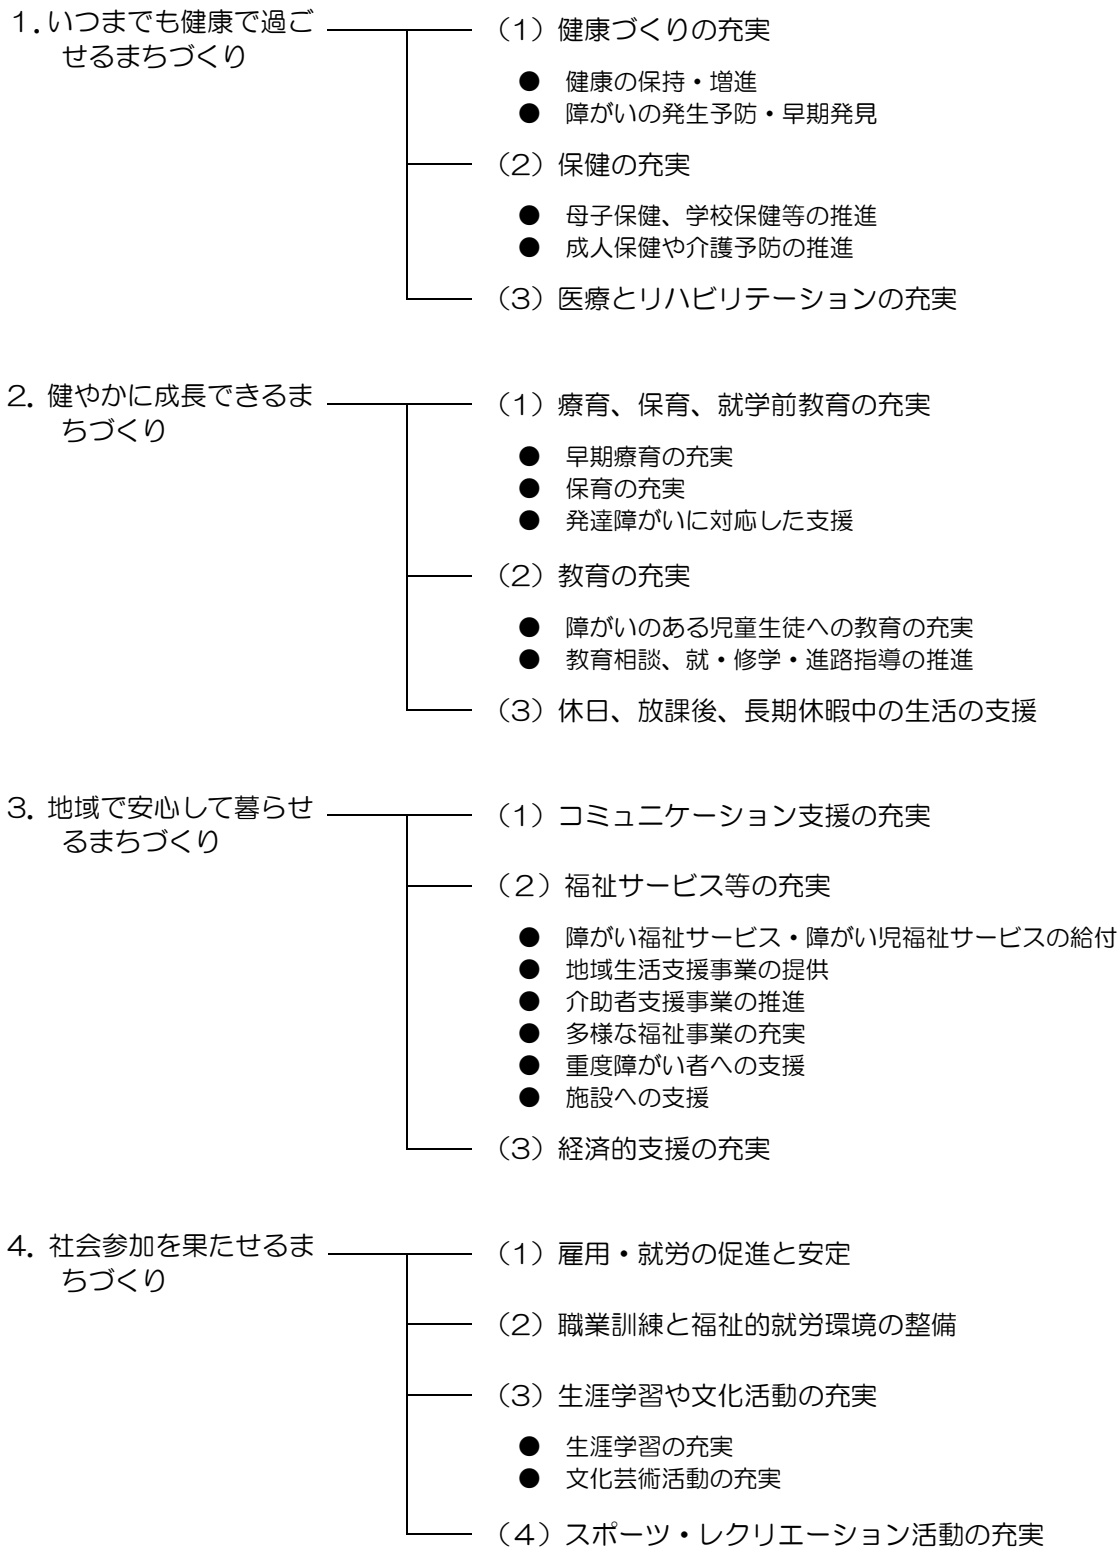 1.いつまでも健康で過ご
せるまちづくり
（1）健康づくりの充実
● 健康の保持・増進
● 障がいの発生予防・早期発見
（2）保健の充実
● 母子保健、学校保健等の推進
● 成人保健や介護予防の推進
（3）医療とリハビリテーションの充実
2. 健やかに成長できるま
ちづくり
（1）療育、保育、就学前教育の充実
● 早期療育の充実
● 保育の充実
● 発達障がいに対応した支援
（2）教育の充実
● 障がいのある児童生徒への教育の充実
● 教育相談、就・修学・進路指導の推進
（3）休日、放課後、長期休暇中の生活の支援
3. 地域で安心して暮らせ
るまちづくり
（1）コミュニケーション支援の充実
（2）福祉サービス等の充実
● 障がい福祉サービス・障がい児福祉サービスの給付
● 地域生活支援事業の提供
● 介助者支援事業の推進
● 多様な福祉事業の充実
● 重度障がい者への支援
● 施設への支援
（3）経済的支援の充実
4. 社会参加を果たせるま
ちづくり
（1）雇用・就労の促進と安定
（2）職業訓練と福祉的就労環境の整備
（3）生涯学習や文化活動の充実
● 生涯学習の充実
● 文化芸術活動の充実
（4）スポーツ・レクリエーション活動の充実